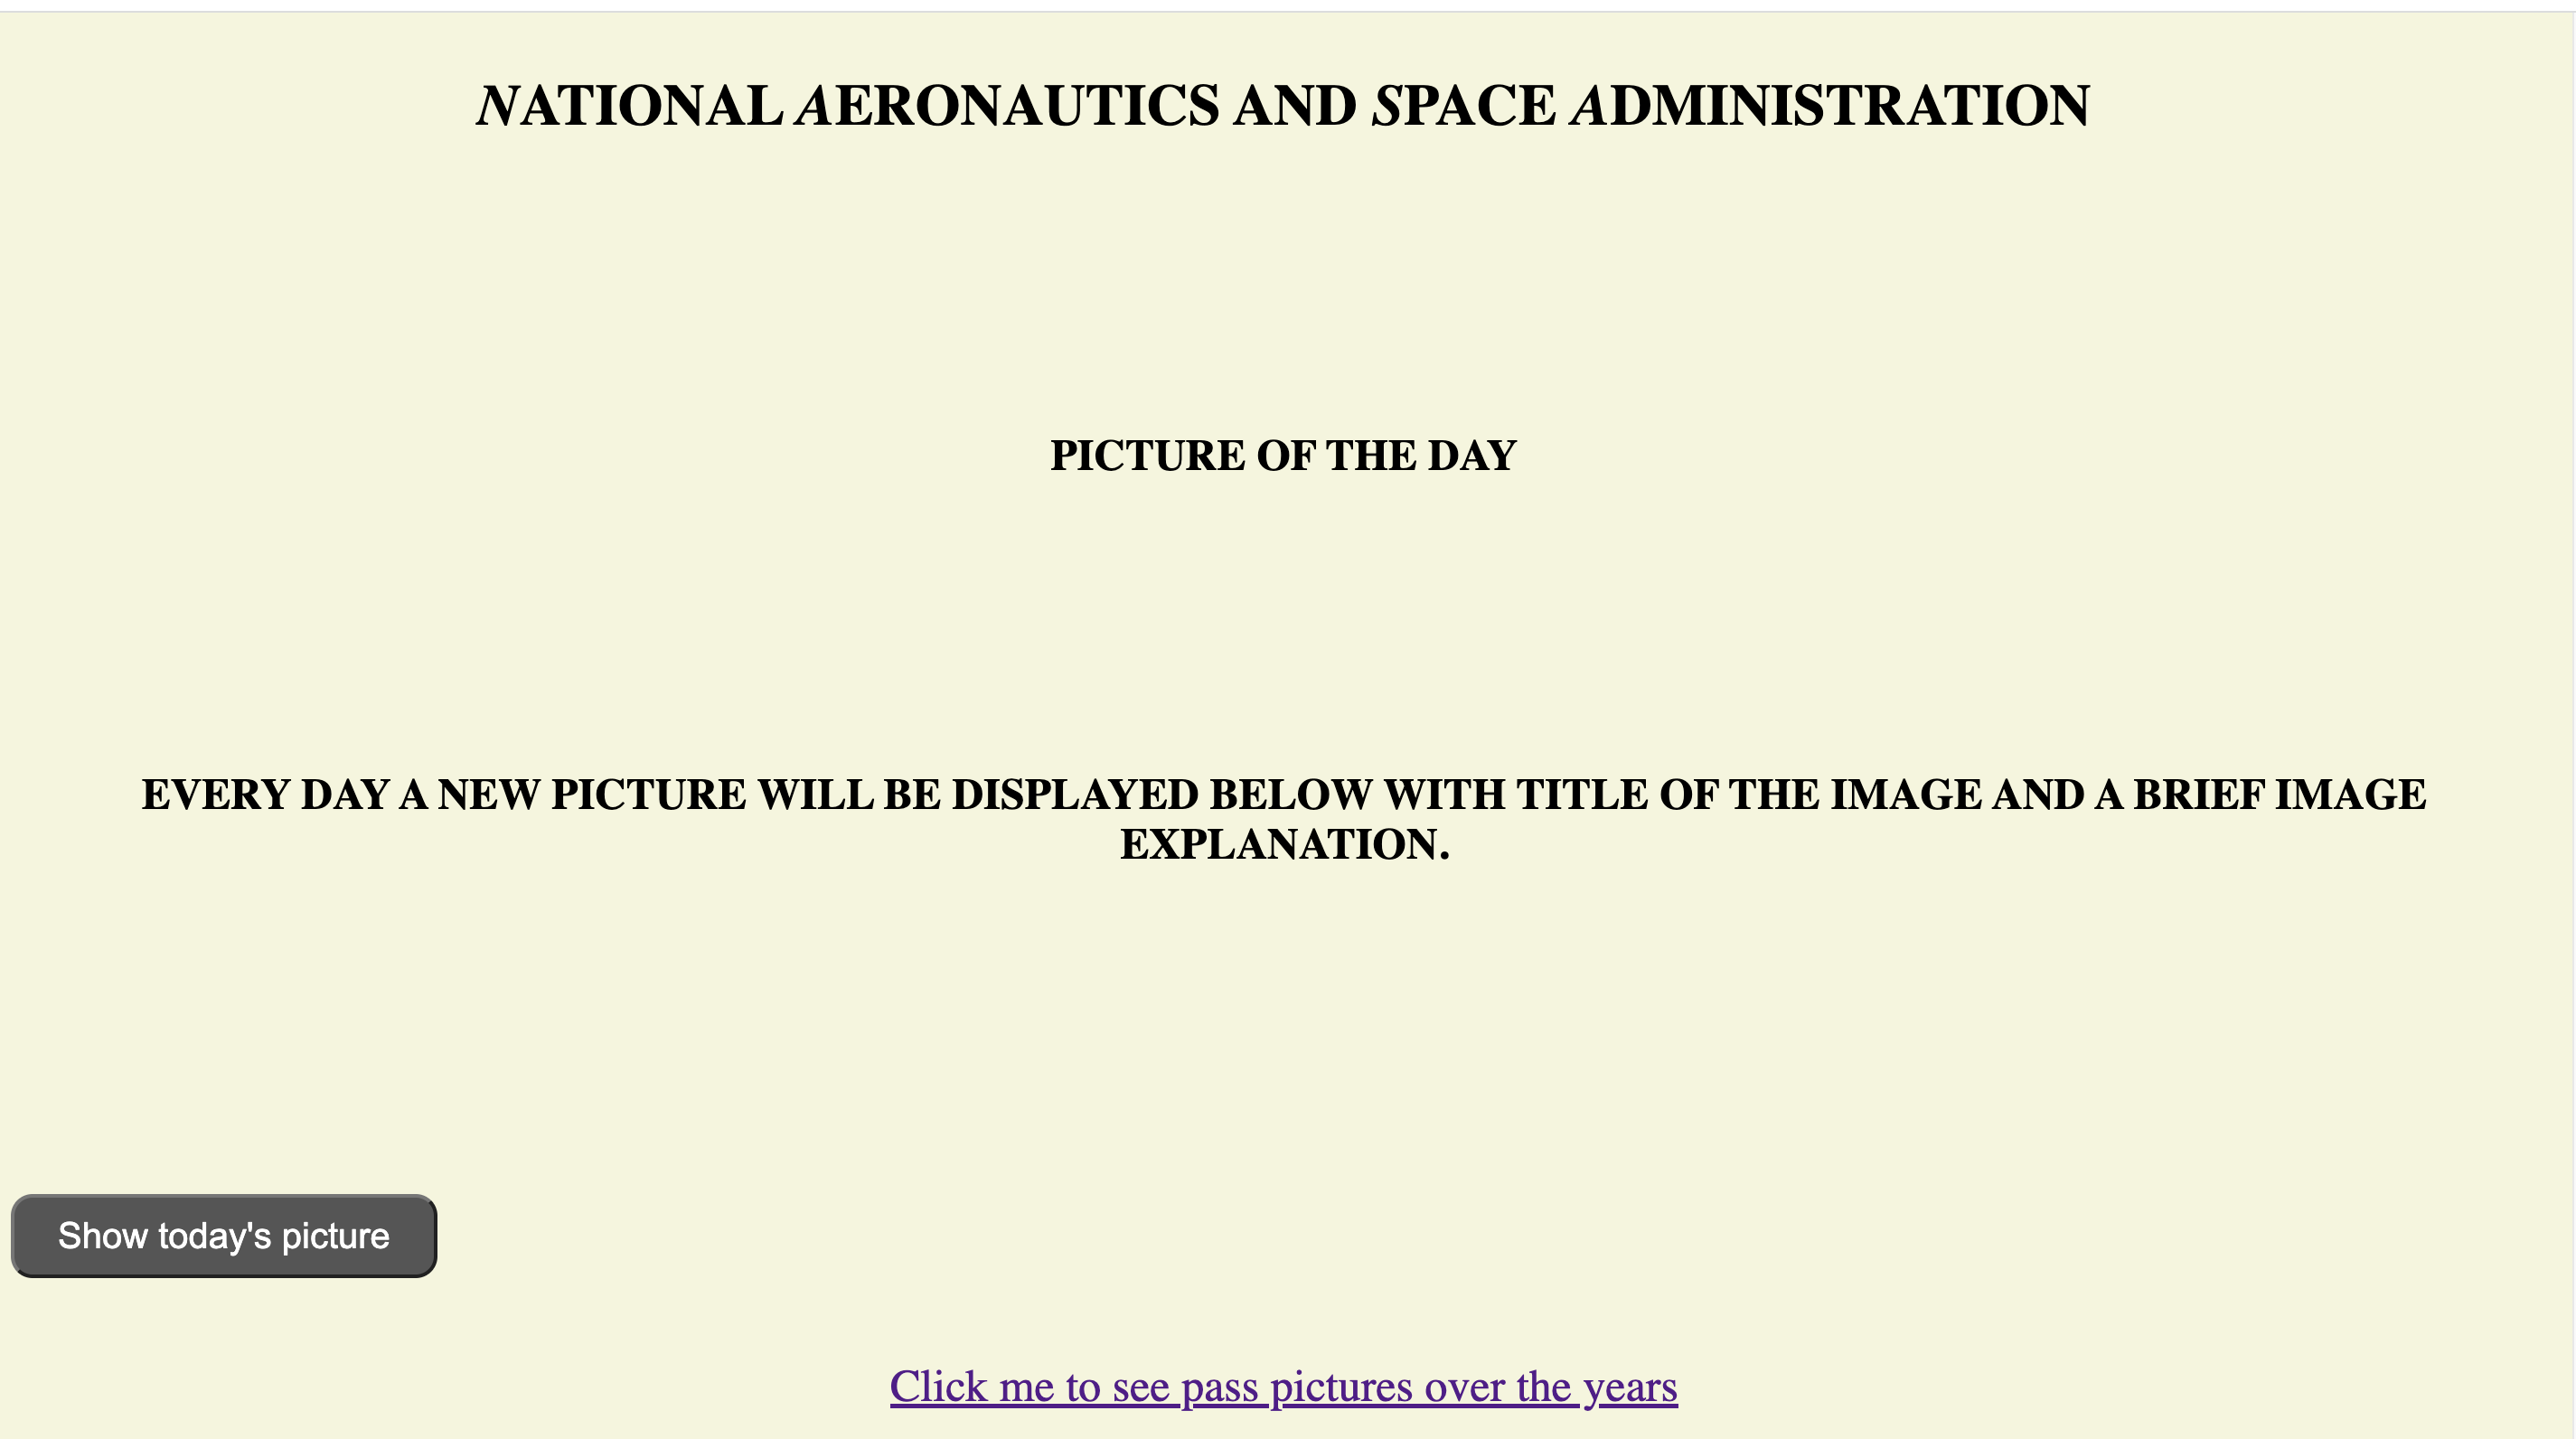 NATIONAL AERONAUTICS AND SPACE ADMINISTRATION
PICTURE OF THE DAY
EVERY DAY A NEW PICTURE WILL BE DISPLAYED BELOW WITH TITLE OF THE IMAGE AND A BRIEF IMAGE
EXPLANATION.
Show today's picture
Click me to see pass pictures over the years